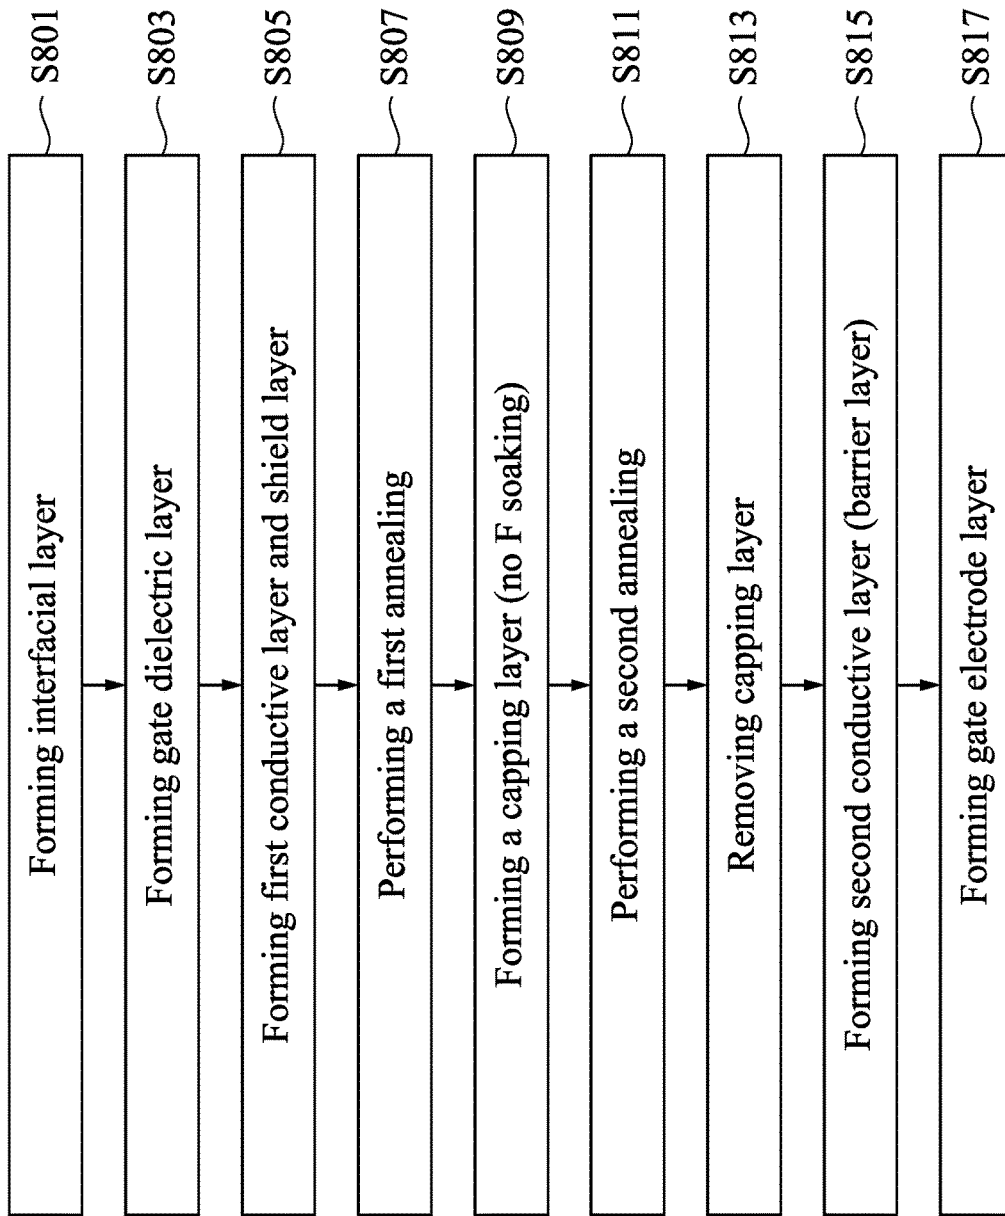 Forming interfacial layer S801
Forming gate dielectric layer S803
Forming first conductive layer and shield layer S805
Performing a first annealing S807
Forming a capping layer (no F soaking) S809
Performing a second annealing S811
Removing capping layer S813
Forming second conductive layer (barrier layer) S815
Forming gate electrode layer S817